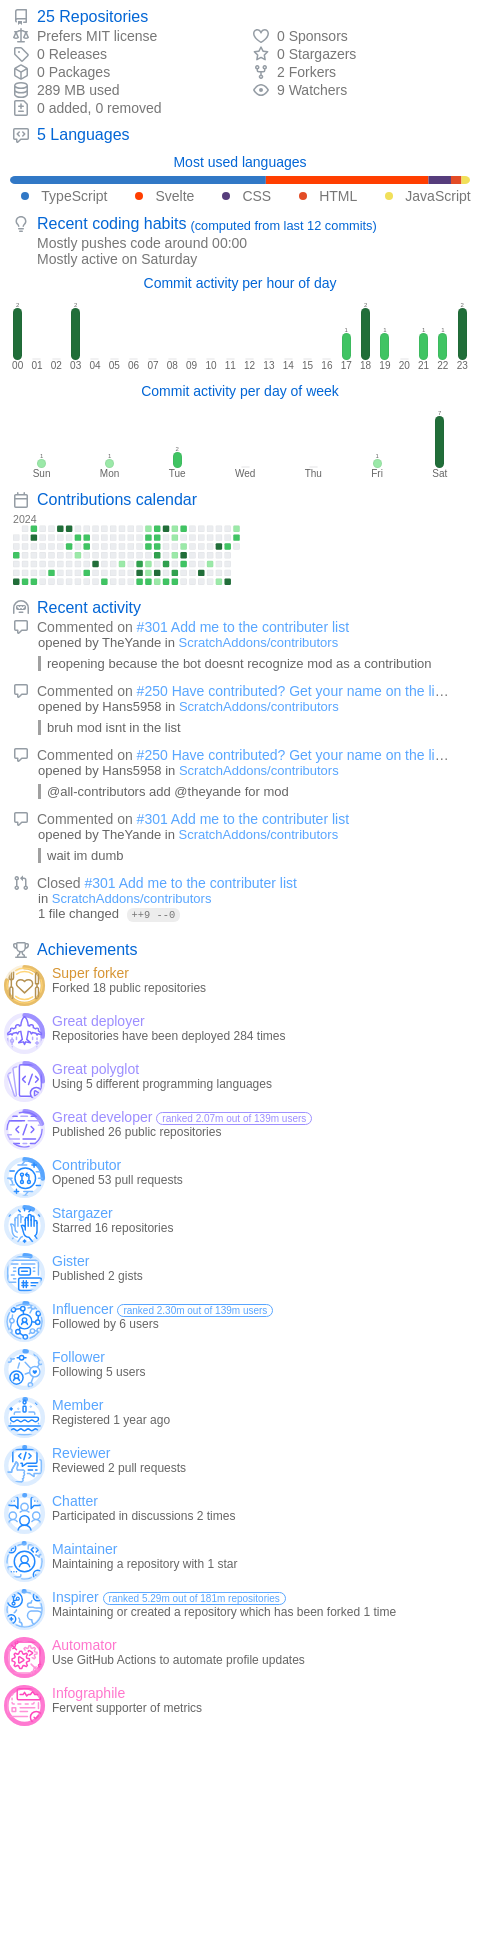 25 Repositories
Prefers MIT license
0 Sponsors
0 Releases
0 Stargazers
0 Packages
2 Forkers
289 MB used
9 Watchers
0 added, 0 removed
5 Languages
Most used languages
TypeScript Svelte CSS HTML JavaScript
Recent coding habits (computed from last 12 commits)
Mostly pushes code around 00:00
Mostly active on Saturday
Commit activity per hour of day
2 2 1 2 1 1 1 2
00 01 02 03 04 05 06 07 08 09 10 11 12 13 14 15 16 17 18 19 20 21 22 23
Commit activity per day of week
1 1 2 1 7
Sun Mon Tue Wed Thu Fri Sat
Contributions calendar
2024
Recent activity
Commented on #301 Add me to the contributer list
opened by TheYande in ScratchAddons/contributors
reopening because the bot doesnt recognize mod as a contribution
Commented on #250 Have contributed? Get your name on the li…
opened by Hans5958 in ScratchAddons/contributors
bruh mod isnt in the list
Commented on #250 Have contributed? Get your name on the li…
opened by Hans5958 in ScratchAddons/contributors
@all-contributors add @theyande for mod
Commented on #301 Add me to the contributer list
opened by TheYande in ScratchAddons/contributors
wait im dumb
Closed #301 Add me to the contributer list
in ScratchAddons/contributors
1 file changed ++9 --0
Achievements
Super forker
Forked 18 public repositories
Great deployer
Repositories have been deployed 284 times
Great polyglot
Using 5 different programming languages
Great developer ranked 2.07m out of 139m users
Published 26 public repositories
Contributor
Opened 53 pull requests
Stargazer
Starred 16 repositories
Gister
Published 2 gists
Influencer ranked 2.30m out of 139m users
Followed by 6 users
Follower
Following 5 users
Member
Registered 1 year ago
Reviewer
Reviewed 2 pull requests
Chatter
Participated in discussions 2 times
Maintainer
Maintaining a repository with 1 star
Inspirer ranked 5.29m out of 181m repositories
Maintaining or created a repository which has been forked 1 time
Automator
Use GitHub Actions to automate profile updates
Infographile
Fervent supporter of metrics